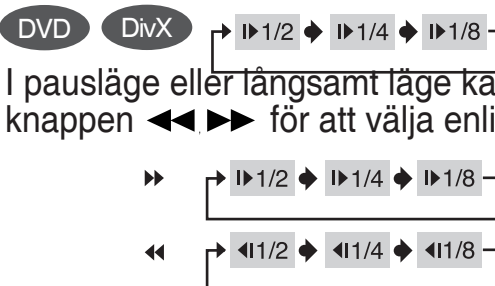 DVD DivX 1/2 1/4 1/8
I pausläge eller långsamt läge ka
knappen ◀◀ ▶▶ för att välja enli
▶▶ 1/2 1/4 1/8
◀◀ 1/2 1/4 1/8